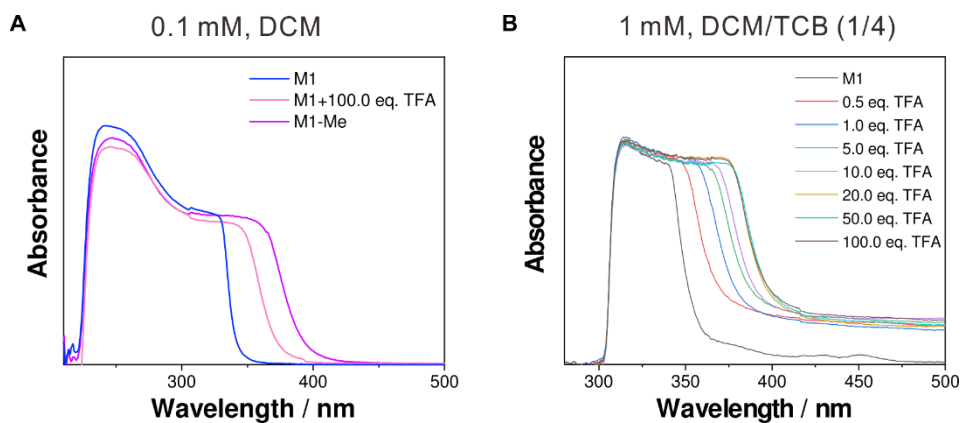 A
0.1 mM, DCM
M1
M1+100.0 eq. TFA
M1-Me
Absorbance
300
400
500
Wavelength / nm
B
1 mM, DCM/TCB (1/4)
M1
0.5 eq. TFA
1.0 eq. TFA
5.0 eq. TFA
10.0 eq. TFA
20.0 eq. TFA
50.0 eq. TFA
100.0 eq. TFA
Absorbance
300
350
400
450
500
Wavelength / nm